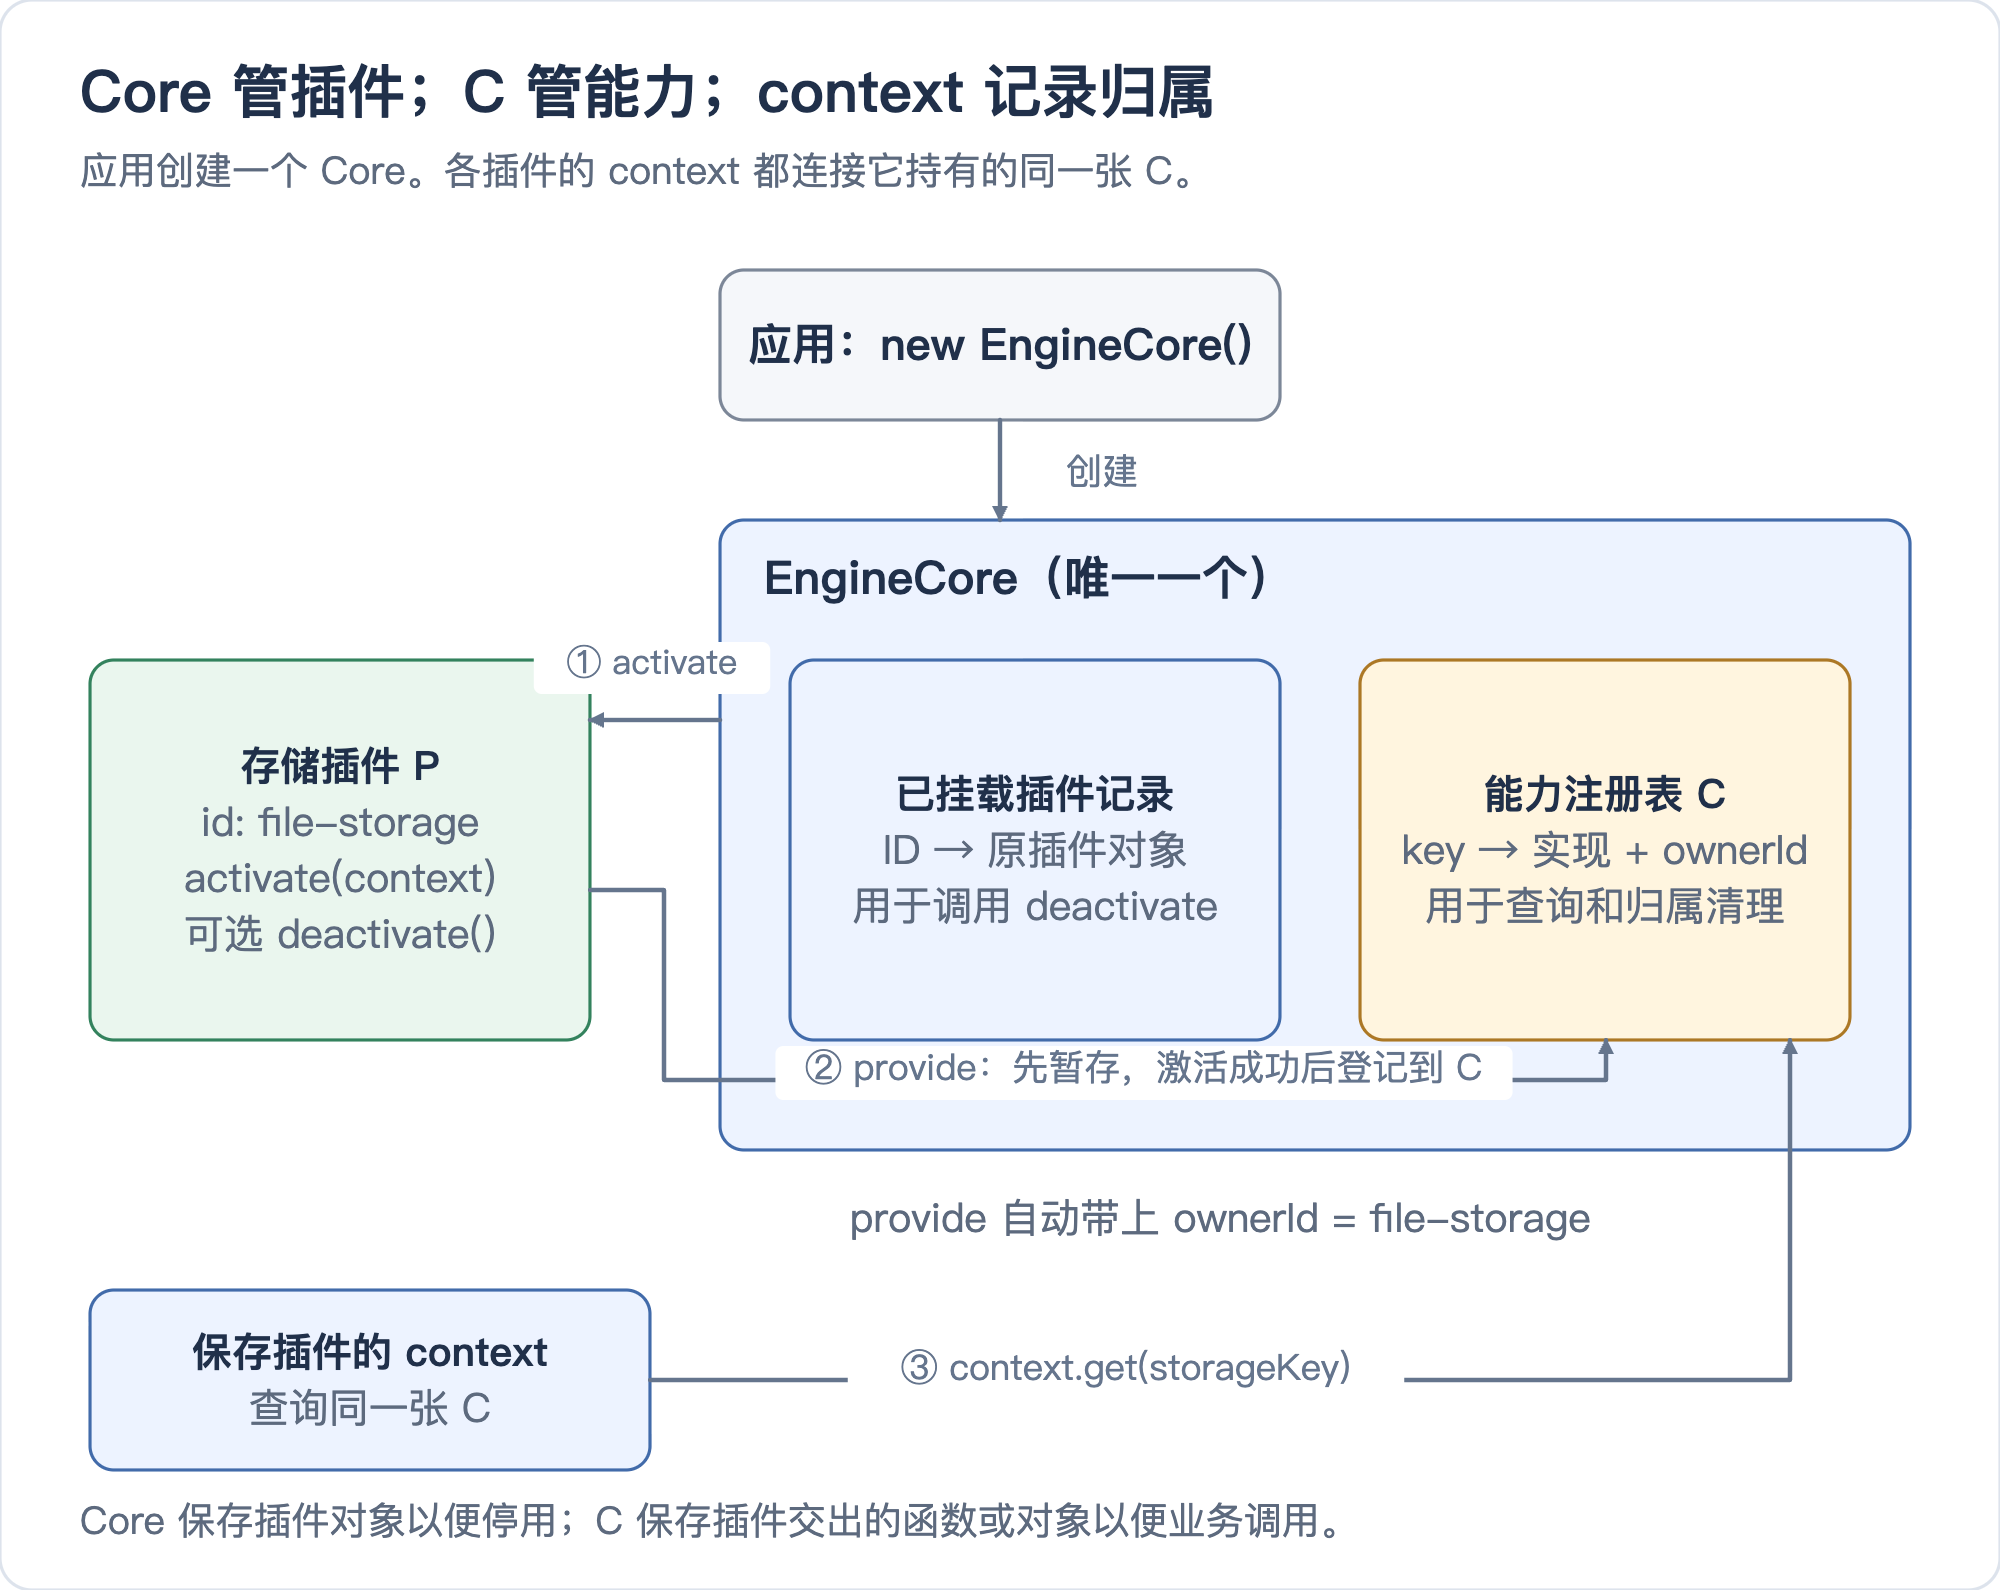 Core 管插件；C 管能力；context 记录归属
应用创建一个 Core。各插件的 context 都连接它持有的同一张 C。
应用：new EngineCore()
创建
EngineCore（唯一一个）
① activate
存储插件 P
id: file-storage
activate(context)
可选 deactivate()
已挂载插件记录
ID → 原插件对象
用于调用 deactivate
能力注册表 C
key → 实现 + ownerId
用于查询和归属清理
② provide：先暂存，激活成功后登记到 C
provide 自动带上 ownerId = file-storage
保存插件的 context
查询同一张 C
③ context.get(storageKey)
Core 保存插件对象以便停用；C 保存插件交出的函数或对象以便业务调用。